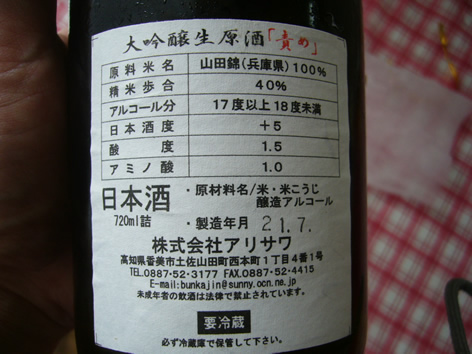 大吟醸生原酒「責め」
原料米名 山田錦(兵庫県)100%
精米歩合 40%
アルコール分 17度以上18度未満
日本酒度 +5
酸度 1.5
アミノ酸 1.0
日本酒 ・原材料名/米・米こうじ
醸造アルコール
720ml詰 ・製造年月 21.7.
株式会社アリサワ
高知県香美市土佐山田町西本町1丁目4番1号
TEL.0887-52-3177 FAX.0887-52-4415
E-mail:bunkajin@sunny.ocn.ne.jp
未成年者の飲酒は法律で禁止されています。
要冷蔵
必ず冷蔵庫で保管して下さい。